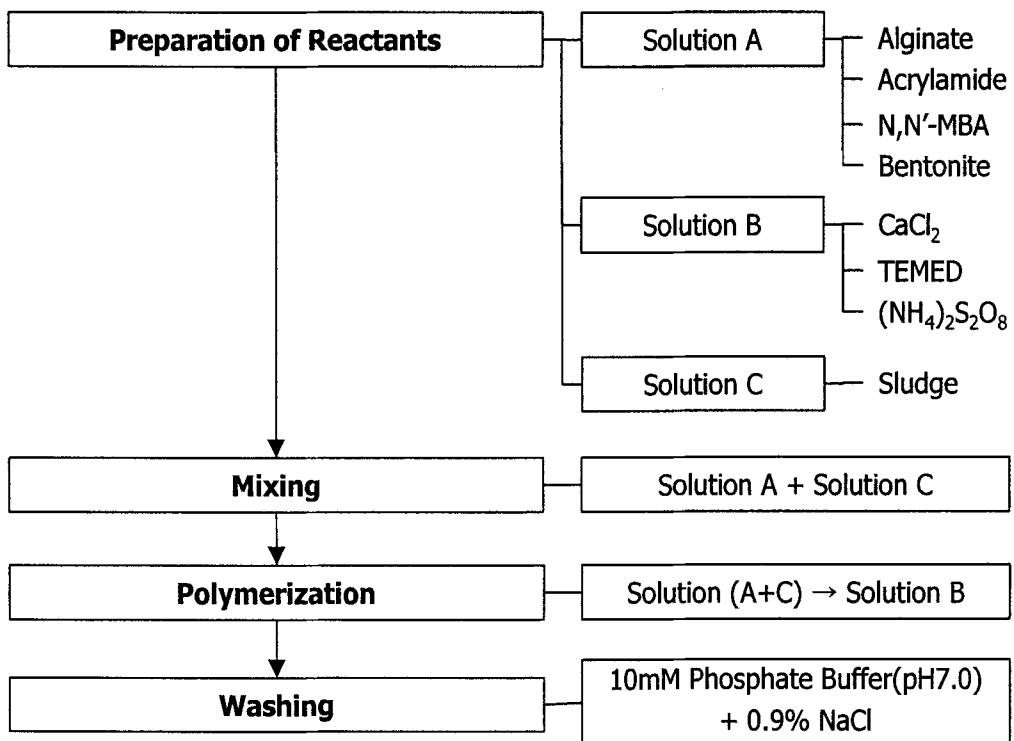 Preparation of Reactants
Solution A
Alginate
Acrylamide
N,N′-MBA
Bentonite
Solution B
CaCl₂
TEMED
(NH₄)₂S₂O₈
Solution C
Sludge
Mixing
Solution A + Solution C
Polymerization
Solution (A+C) → Solution B
Washing
10mM Phosphate Buffer(pH7.0)
+ 0.9% NaCl